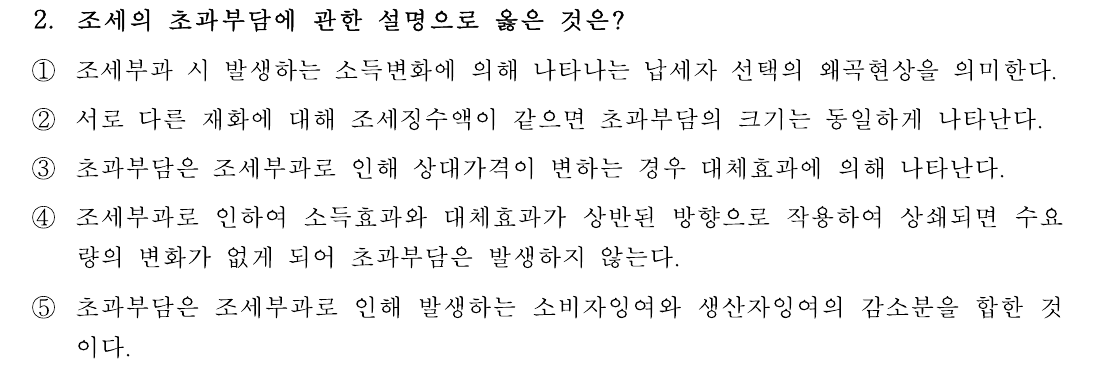 2. 조세의 초과부담에 관한 설명으로 옳은 것은?
① 조세부과 시 발생하는 소득변화에 의해 나타나는 납세자 선택의 왜곡현상을 의미한다.
② 서로 다른 재화에 대해 조세징수액이 같으면 초과부담의 크기는 동일하게 나타난다.
③ 초과부담은 조세부과로 인해 상대가격이 변하는 경우 대체효과에 의해 나타난다.
④ 조세부과로 인하여 소득효과와 대체효과가 상반된 방향으로 작용하여 상쇄되면 수요
량의 변화가 없게 되어 초과부담은 발생하지 않는다.
⑤ 초과부담은 조세부과로 인해 발생하는 소비자잉여와 생산자잉여의 감소분을 합한 것
이다.